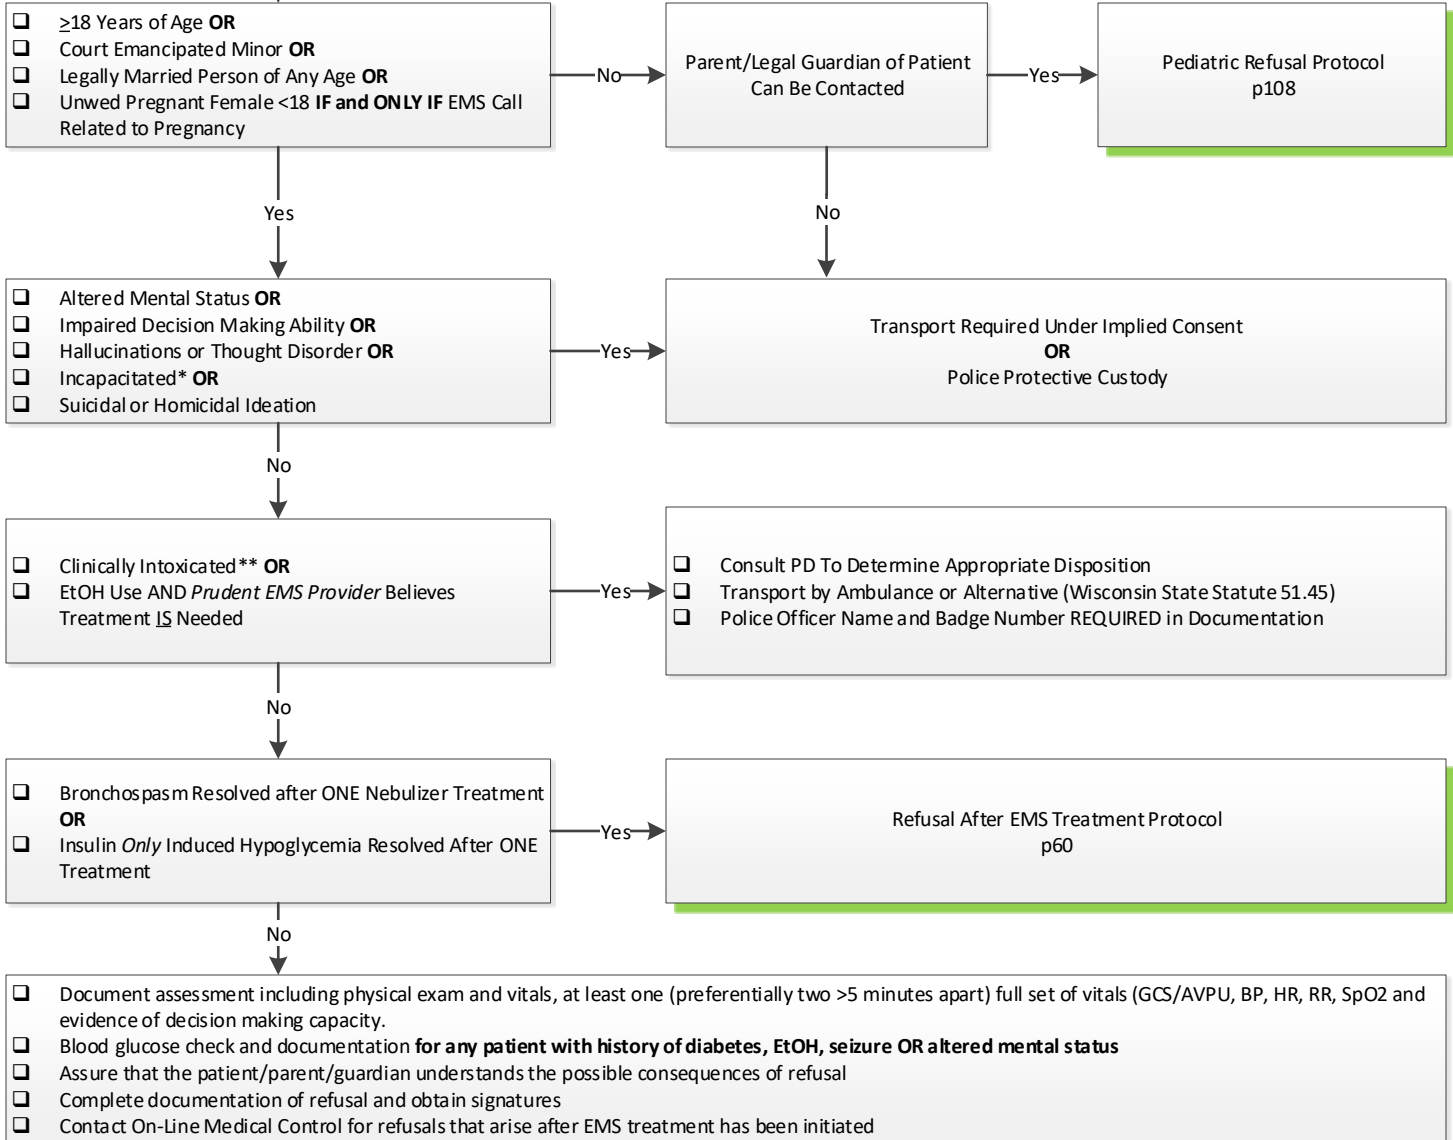 ❑ ≥18 Years of Age OR
❑ Court Emancipated Minor OR
❑ Legally Married Person of Any Age OR
❑ Unwed Pregnant Female <18 IF and ONLY IF EMS Call
Related to Pregnancy
No
Parent/Legal Guardian of Patient
Can Be Contacted
Yes
Pediatric Refusal Protocol
p108
Yes
No
❑ Altered Mental Status OR
❑ Impaired Decision Making Ability OR
❑ Hallucinations or Thought Disorder OR
❑ Incapacitated* OR
❑ Suicidal or Homicidal Ideation
Yes
Transport Required Under Implied Consent
OR
Police Protective Custody
No
❑ Clinically Intoxicated** OR
❑ EtOH Use AND Prudent EMS Provider Believes
Treatment IS Needed
Yes
❑ Consult PD To Determine Appropriate Disposition
❑ Transport by Ambulance or Alternative (Wisconsin State Statute 51.45)
❑ Police Officer Name and Badge Number REQUIRED in Documentation
No
❑ Bronchospasm Resolved after ONE Nebulizer Treatment
OR
❑ Insulin Only Induced Hypoglycemia Resolved After ONE
Treatment
Yes
Refusal After EMS Treatment Protocol
p60
No
❑ Document assessment including physical exam and vitals, at least one (preferentially two >5 minutes apart) full set of vitals (GCS/AVPU, BP, HR, RR, SpO2 and
evidence of decision making capacity.
❑ Blood glucose check and documentation for any patient with history of diabetes, EtOH, seizure OR altered mental status
❑ Assure that the patient/parent/guardian understands the possible consequences of refusal
❑ Complete documentation of refusal and obtain signatures
❑ Contact On-Line Medical Control for refusals that arise after EMS treatment has been initiated